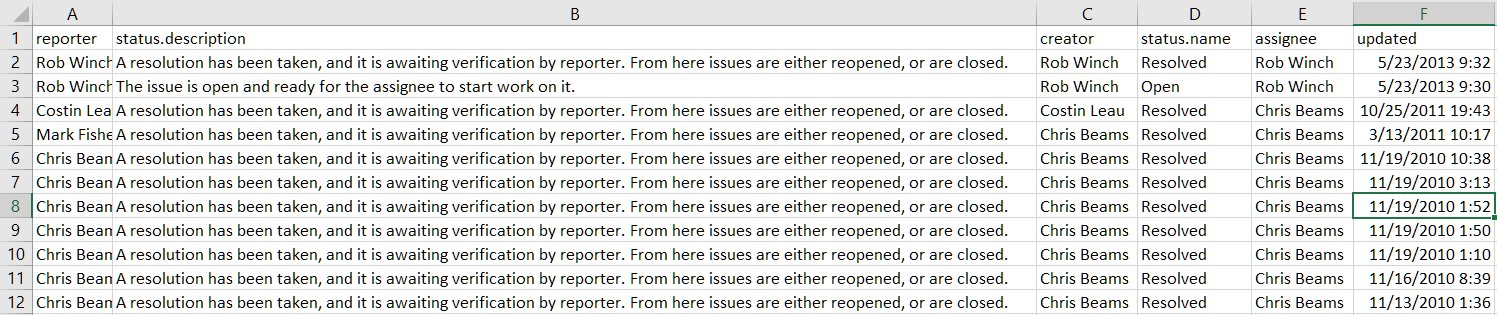 A B C D E F
1 reporter status.description creator status.name assignee updated
2 Rob Winch A resolution has been taken, and it is awaiting verification by reporter. From here issues are either reopened, or are closed. Rob Winch Resolved Rob Winch 5/23/2013 9:32
3 Rob Winch The issue is open and ready for the assignee to start work on it. Rob Winch Open Rob Winch 5/23/2013 9:30
4 Costin Lea A resolution has been taken, and it is awaiting verification by reporter. From here issues are either reopened, or are closed. Costin Leau Resolved Chris Beams 10/25/2011 19:43
5 Mark Fishe A resolution has been taken, and it is awaiting verification by reporter. From here issues are either reopened, or are closed. Chris Beams Resolved Chris Beams 3/13/2011 10:17
6 Chris Bean A resolution has been taken, and it is awaiting verification by reporter. From here issues are either reopened, or are closed. Chris Beams Resolved Chris Beams 11/19/2010 10:38
7 Chris Bean A resolution has been taken, and it is awaiting verification by reporter. From here issues are either reopened, or are closed. Chris Beams Resolved Chris Beams 11/19/2010 3:13
8 Chris Bean A resolution has been taken, and it is awaiting verification by reporter. From here issues are either reopened, or are closed. Chris Beams Resolved Chris Beams 11/19/2010 1:52
9 Chris Bean A resolution has been taken, and it is awaiting verification by reporter. From here issues are either reopened, or are closed. Chris Beams Resolved Chris Beams 11/19/2010 1:50
10 Chris Bean A resolution has been taken, and it is awaiting verification by reporter. From here issues are either reopened, or are closed. Chris Beams Resolved Chris Beams 11/19/2010 1:10
11 Chris Bean A resolution has been taken, and it is awaiting verification by reporter. From here issues are either reopened, or are closed. Chris Beams Resolved Chris Beams 11/16/2010 8:39
12 Chris Bean A resolution has been taken, and it is awaiting verification by reporter. From here issues are either reopened, or are closed. Chris Beams Resolved Chris Beams 11/13/2010 1:36